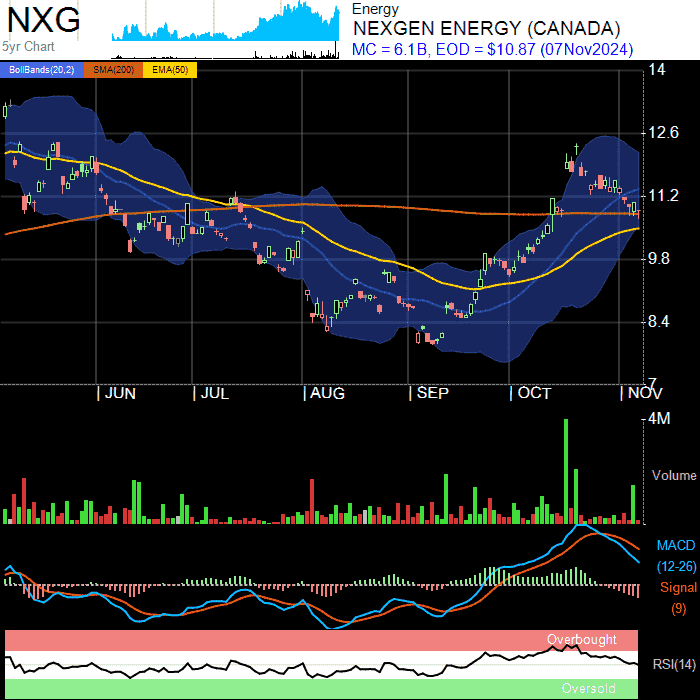 NXG
5yr Chart
Energy
NEXGEN ENERGY (CANADA)
MC = 6.1B, EOD = $10.87 (07Nov2024)
BollBands(20,2) SMA(200) EMA(50)
14
12.6
11.2
9.8
8.4
7
JUN JUL AUG SEP OCT NOV
4M
Volume
MACD
(12-26)
Signal
(9)
Overbought
RSI(14)
Oversold